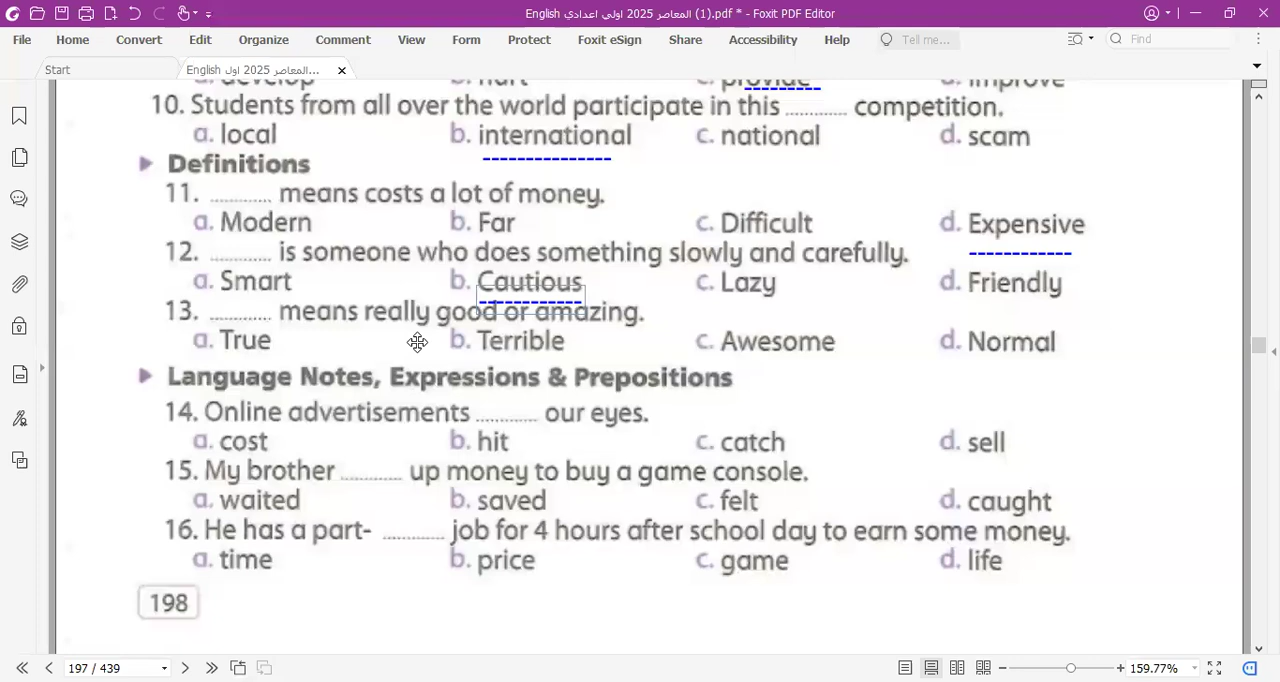 English المعاصر 2025 اولي اعدادي (1).pdf * - Foxit PDF Editor
File Home Convert Edit Organize Comment View Form Protect Foxit eSign Share Accessibility Help Tell me... Find
Start English المعاصر 2025 اول...
a. develop b. hurt c. provide d. improve
10. Students from all over the world participate in this ............ competition.
a. local b. international c. national d. scam
Definitions
11. ............ means costs a lot of money.
a. Modern b. Far c. Difficult d. Expensive
12. ............ is someone who does something slowly and carefully.
a. Smart b. Cautious c. Lazy d. Friendly
13. ............ means really good or amazing.
a. True b. Terrible c. Awesome d. Normal
Language Notes, Expressions & Prepositions
14. Online advertisements ............ our eyes.
a. cost b. hit c. catch d. sell
15. My brother ............ up money to buy a game console.
a. waited b. saved c. felt d. caught
16. He has a part- ............ job for 4 hours after school day to earn some money.
a. time b. price c. game d. life
198
197 / 439 159.77%